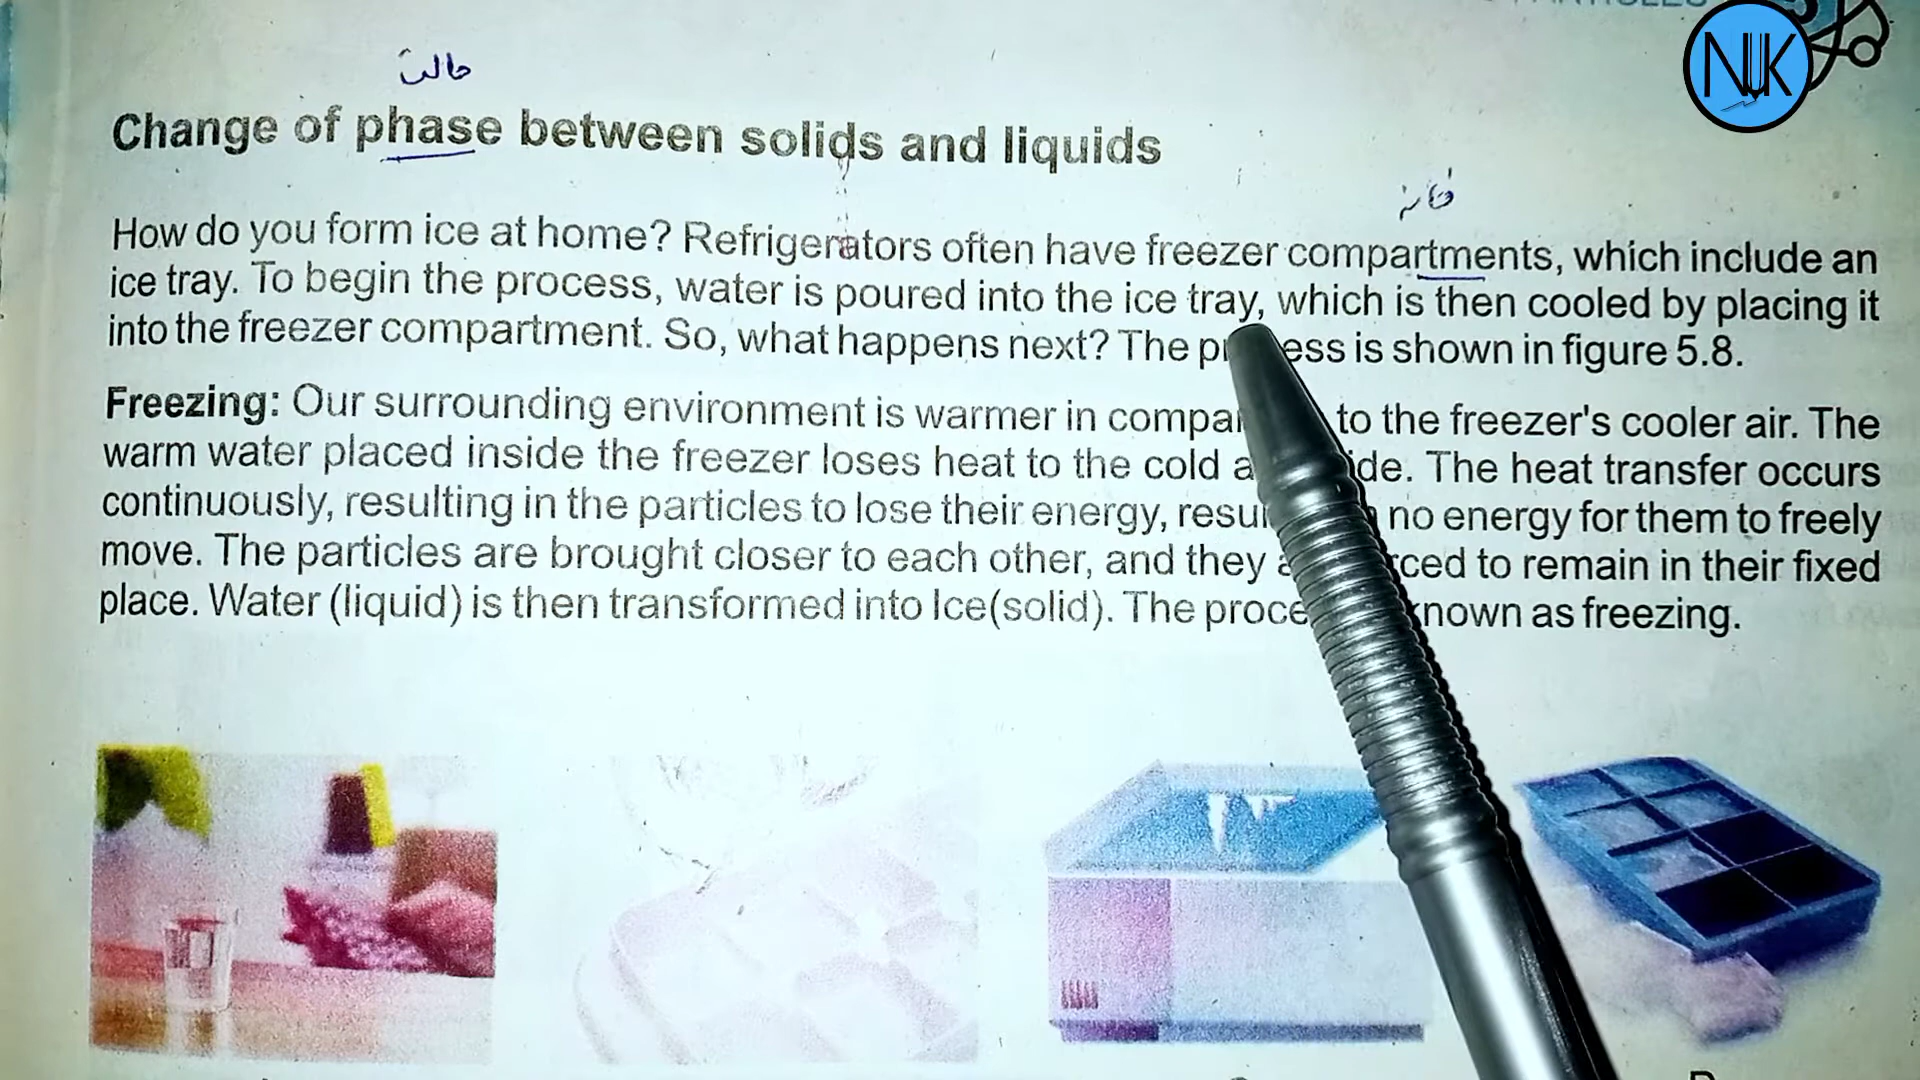 NUK
حالت
Change of phase between solids and liquids
خانہ
How do you form ice at home? Refrigerators often have freezer compartments, which include an
ice tray. To begin the process, water is poured into the ice tray, which is then cooled by placing it
into the freezer compartment. So, what happens next? The ess is shown in figure 5.8.
Freezing: Our surrounding environment is warmer in to the freezer's cooler air. The
warm water placed inside the freezer loses heat to the cold The heat transfer occurs
continuously, resulting in the particles to lose their energy, no energy for them to freely
move. The particles are brought closer to each other, and they to remain in their fixed
place. Water (liquid) is then transformed into Ice(solid). The known as freezing.